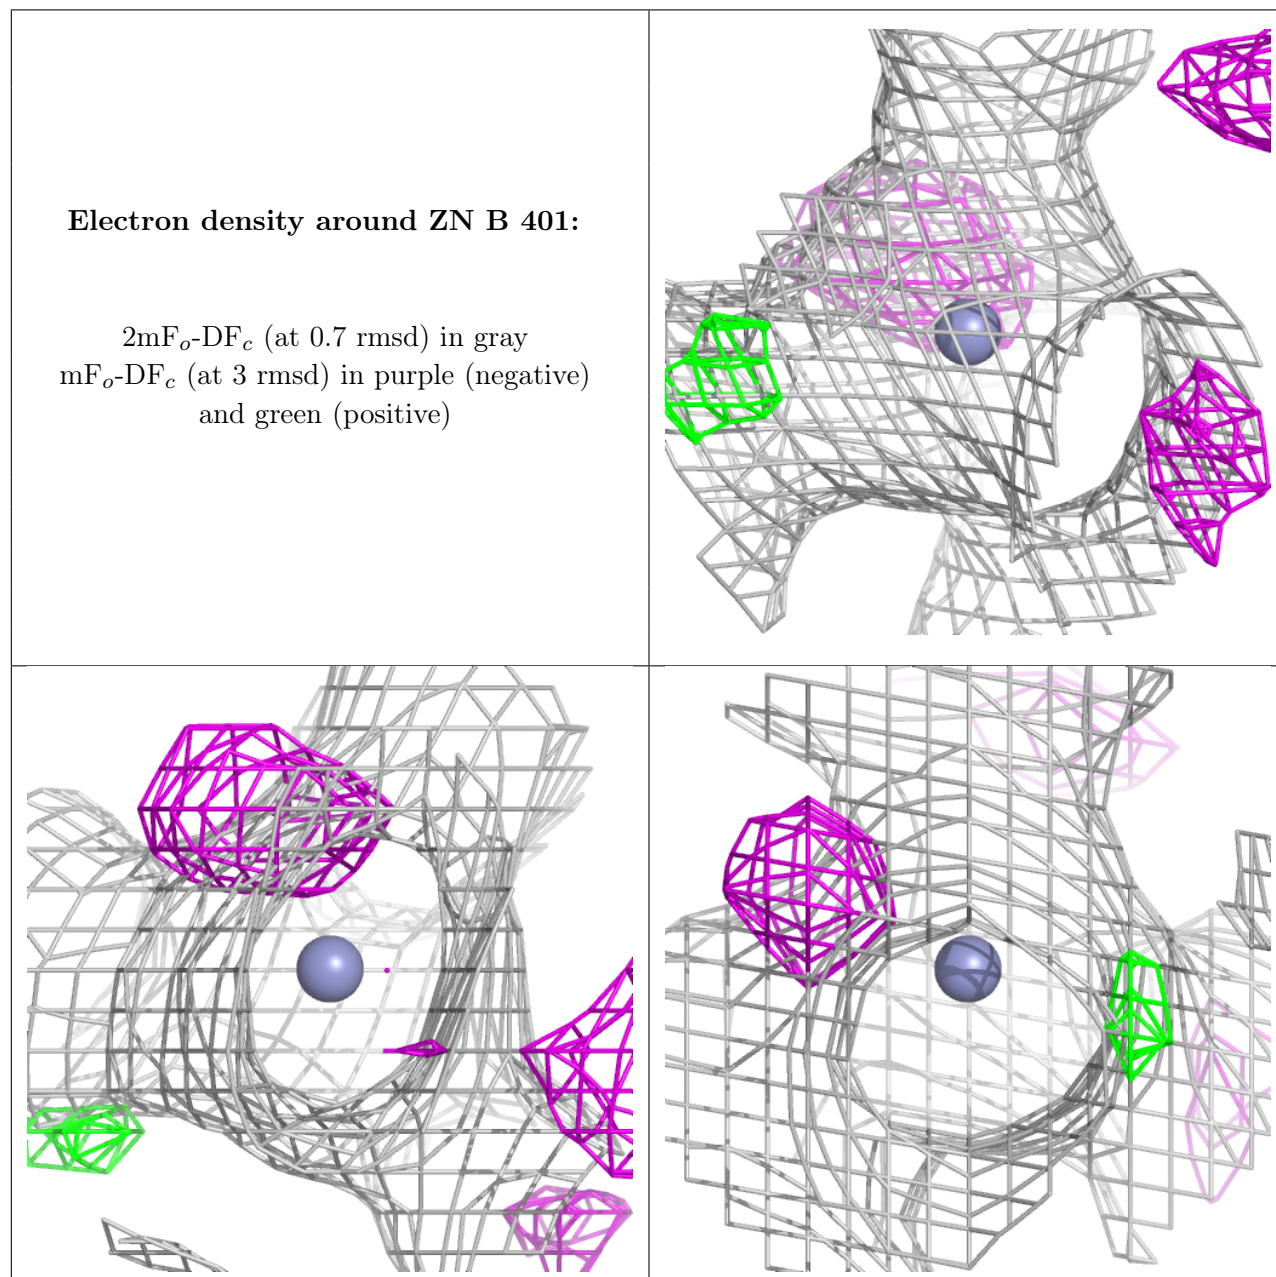 Electron density around ZN B 401:
2mFo-DFc (at 0.7 rmsd) in gray
mFo-DFc (at 3 rmsd) in purple (negative)
and green (positive)